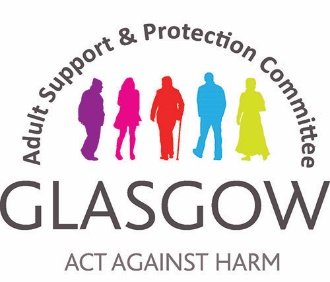 Adult Support & Protection Committee
GLASGOW
ACT AGAINST HARM